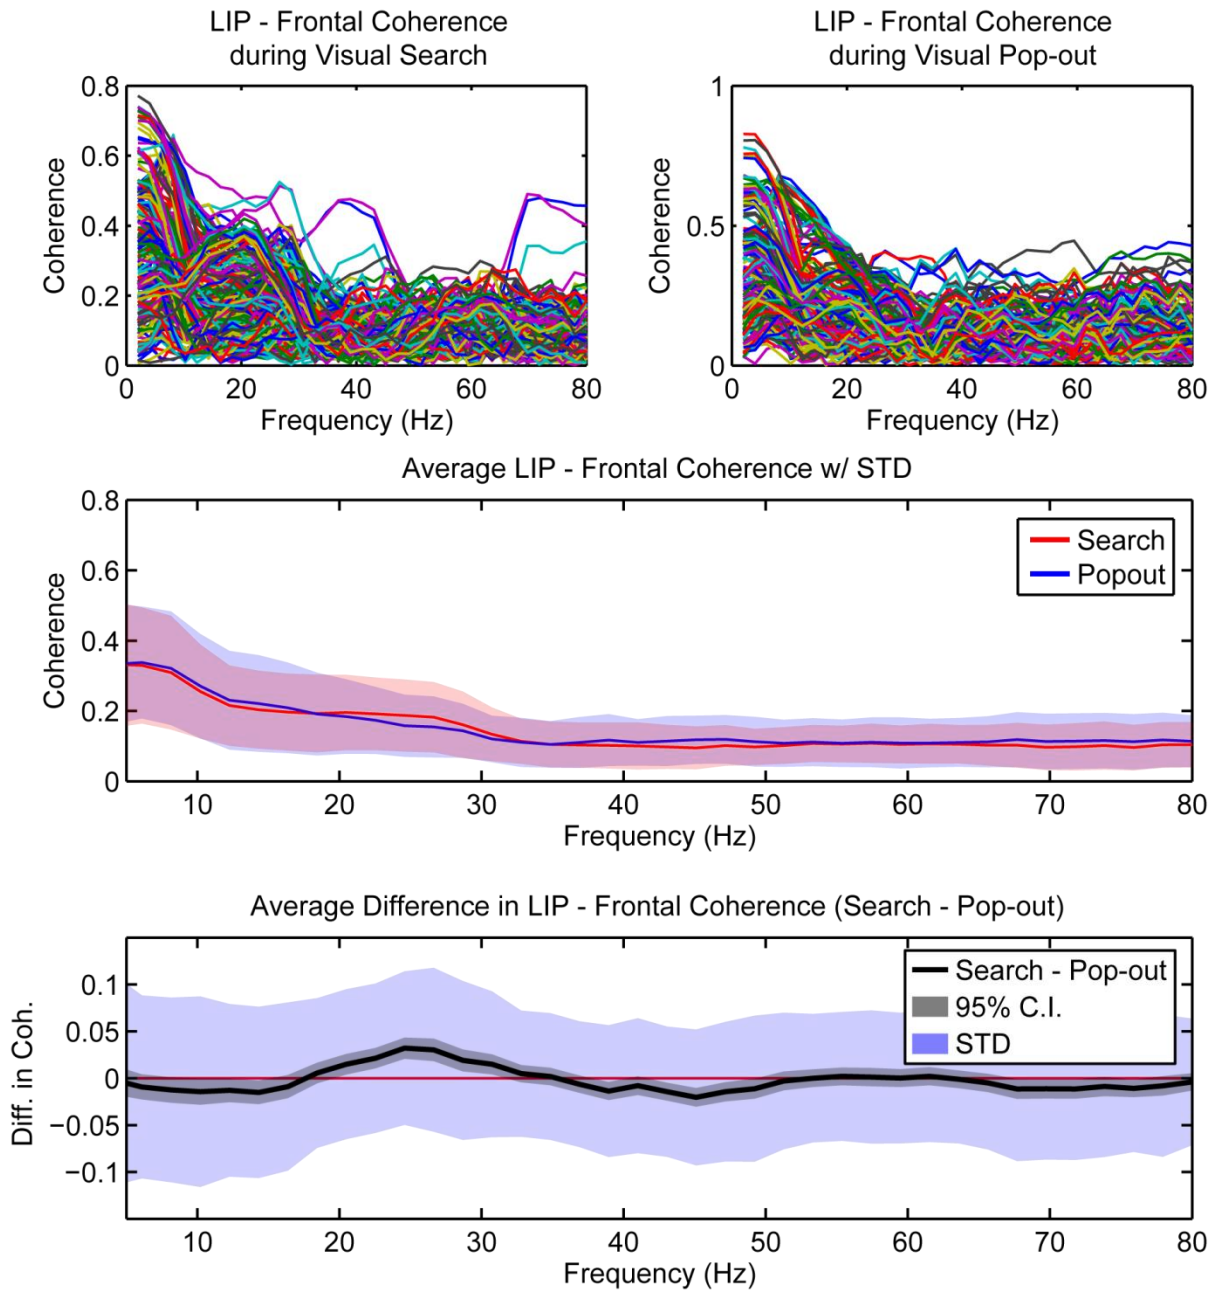 LIP - Frontal Coherence
during Visual Search
LIP - Frontal Coherence
during Visual Pop-out
0.8
0.6
0.4
0.2
0
Coherence
0 20 40 60 80
Frequency (Hz)
1
0.5
0
Coherence
0 20 40 60 80
Frequency (Hz)
Average LIP - Frontal Coherence w/ STD
0.8
0.6
0.4
0.2
0
Coherence
Search
Popout
10 20 30 40 50 60 70 80
Frequency (Hz)
Average Difference in LIP - Frontal Coherence (Search - Pop-out)
0.1
0.05
0
−0.05
−0.1
Diff. in Coh.
Search - Pop-out
95% C.I.
STD
10 20 30 40 50 60 70 80
Frequency (Hz)